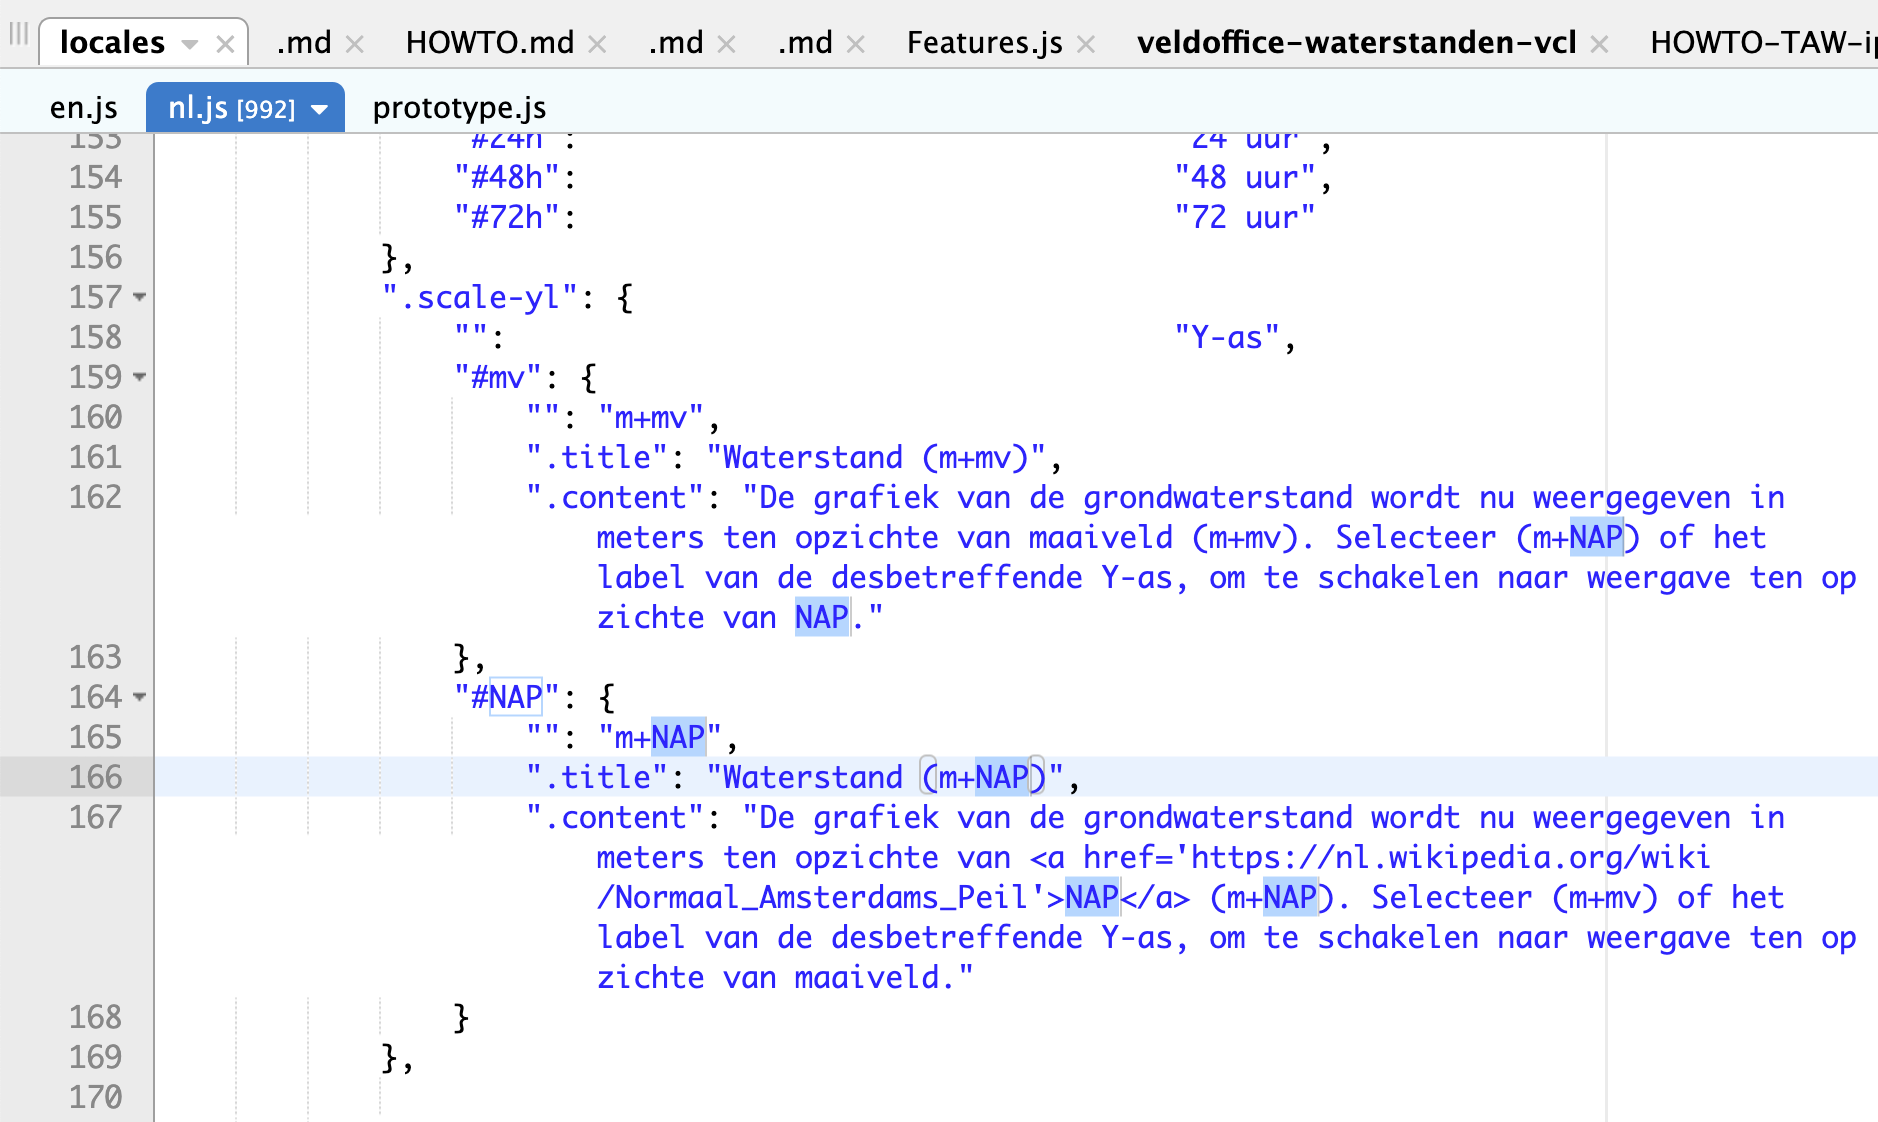 locales .md HOWTO.md .md .md Features.js veldoffice-waterstanden-vcl HOWTO-TAW-ip
en.js nl.js [992] prototype.js
153 "#24h": "24 uur",
154 "#48h": "48 uur",
155 "#72h": "72 uur"
156 },
157 ".scale-yl": {
158 "": "Y-as",
159 "#mv": {
160 "": "m+mv",
161 ".title": "Waterstand (m+mv)",
162 ".content": "De grafiek van de grondwaterstand wordt nu weergegeven in
meters ten opzichte van maaiveld (m+mv). Selecteer (m+NAP) of het
label van de desbetreffende Y-as, om te schakelen naar weergave ten op
zichte van NAP."
163 },
164 "#NAP": {
165 "": "m+NAP",
166 ".title": "Waterstand (m+NAP)",
167 ".content": "De grafiek van de grondwaterstand wordt nu weergegeven in
meters ten opzichte van <a href='https://nl.wikipedia.org/wiki
/Normaal_Amsterdams_Peil'>NAP</a> (m+NAP). Selecteer (m+mv) of het
label van de desbetreffende Y-as, om te schakelen naar weergave ten op
zichte van maaiveld."
168 }
169 },
170